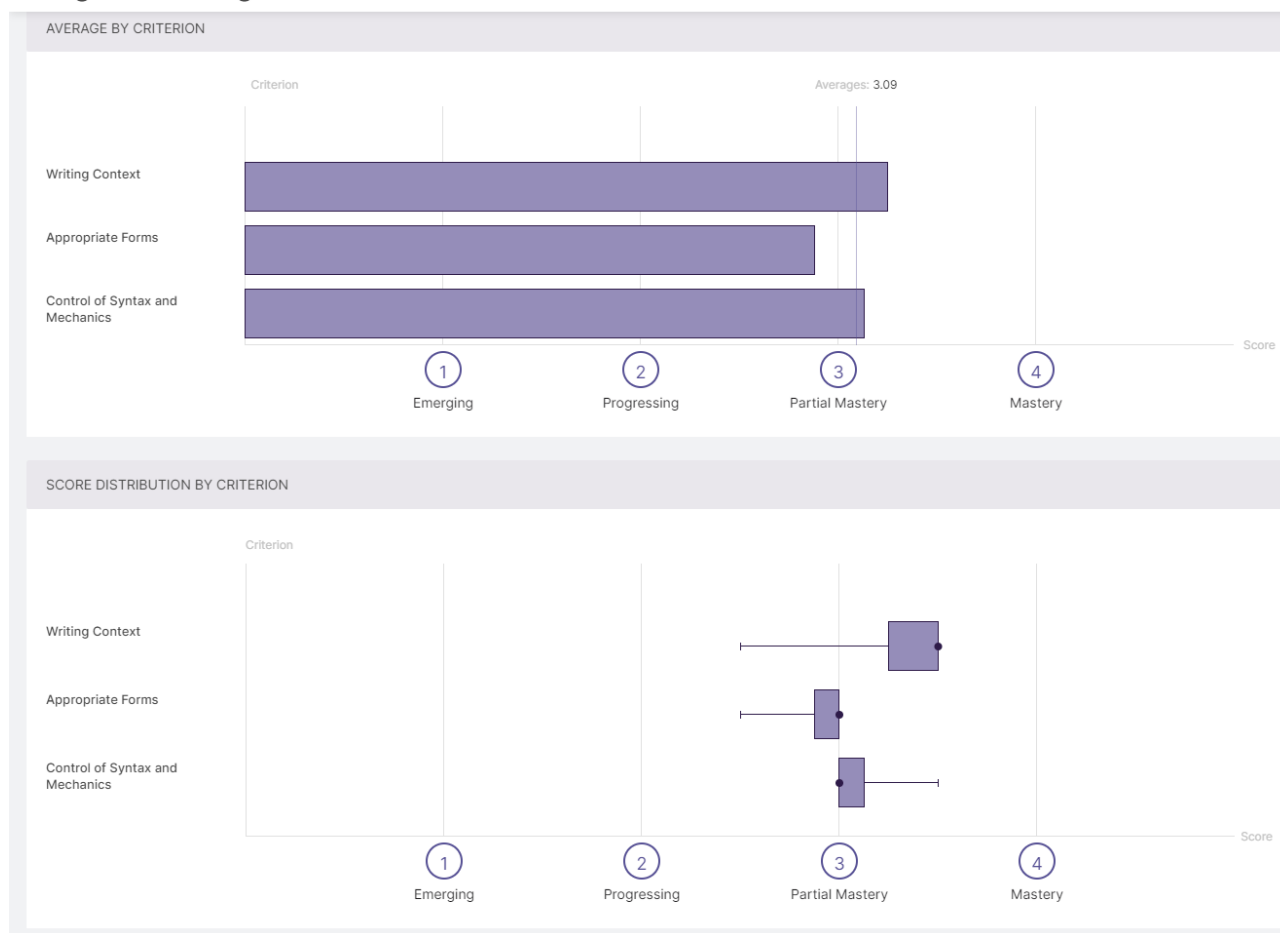 AVERAGE BY CRITERION
Criterion
Averages: 3.09
Writing Context
Appropriate Forms
Control of Syntax and
Mechanics
Score
1
2
3
4
Emerging
Progressing
Partial Mastery
Mastery
SCORE DISTRIBUTION BY CRITERION
Criterion
Writing Context
Appropriate Forms
Control of Syntax and
Mechanics
Score
1
2
3
4
Emerging
Progressing
Partial Mastery
Mastery